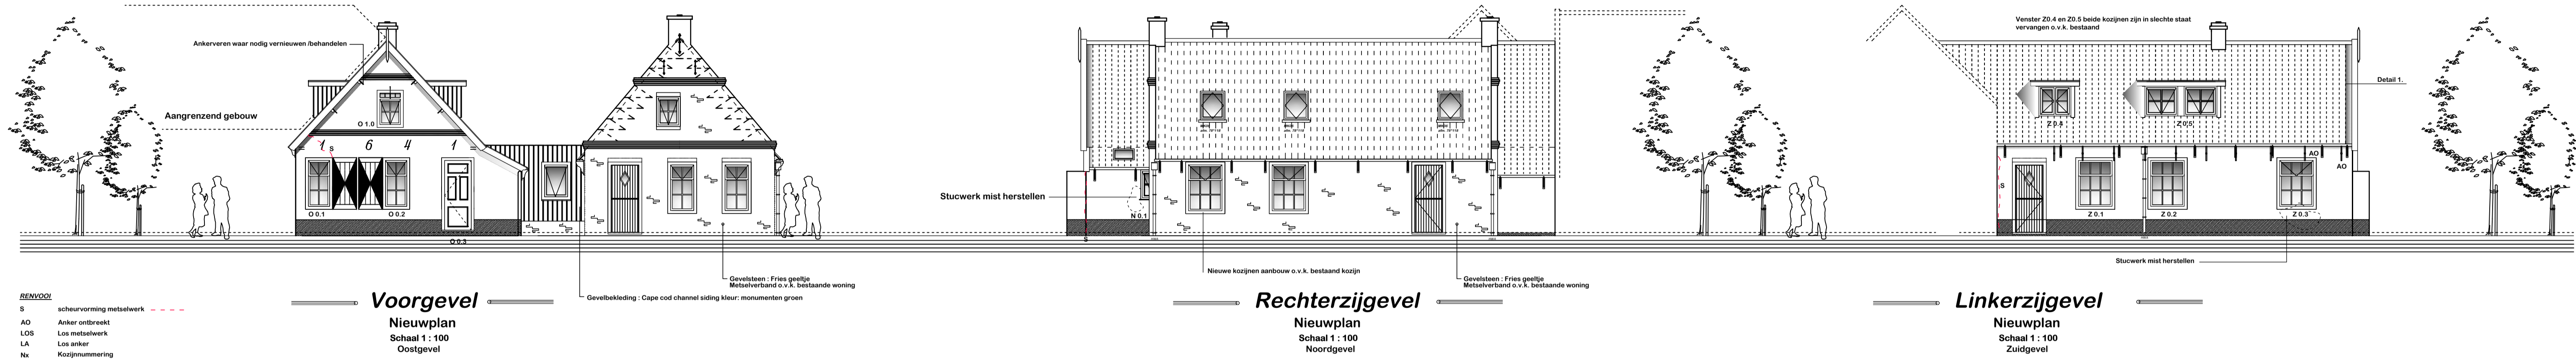 Ankerveren waar nodig vernieuwen /behandelen
Aangrenzend gebouw
O 1.0
1 6 4 1
S
O 0.1
O 0.2
O 0.3
Gevelsteen : Fries geeltje
Metselverband o.v.k. bestaande woning
Gevelbekleding : Cape cod channel siding kleur: monumenten groen
Voorgevel
Nieuwplan
Schaal 1 : 100
Oostgevel
RENVOOI
S scheurvorming metselwerk
AO Anker ontbreekt
LOS Los metselwerk
LA Los anker
Nx Kozijnnummering
Stucwerk mist herstellen
N 0.1
S
Nieuwe kozijnen aanbouw o.v.k. bestaand kozijn
Gevelsteen : Fries geeltje
Metselverband o.v.k. bestaande woning
Rechterzijgevel
Nieuwplan
Schaal 1 : 100
Noordgevel
Venster Z0.4 en Z0.5 beide kozijnen zijn in slechte staat
vervangen o.v.k. bestaand
Detail 1.
Z 0.4
Z 0.5
AO
AO
S
Z 0.1
Z 0.2
Z 0.3
Stucwerk mist herstellen
Linkerzijgevel
Nieuwplan
Schaal 1 : 100
Zuidgevel